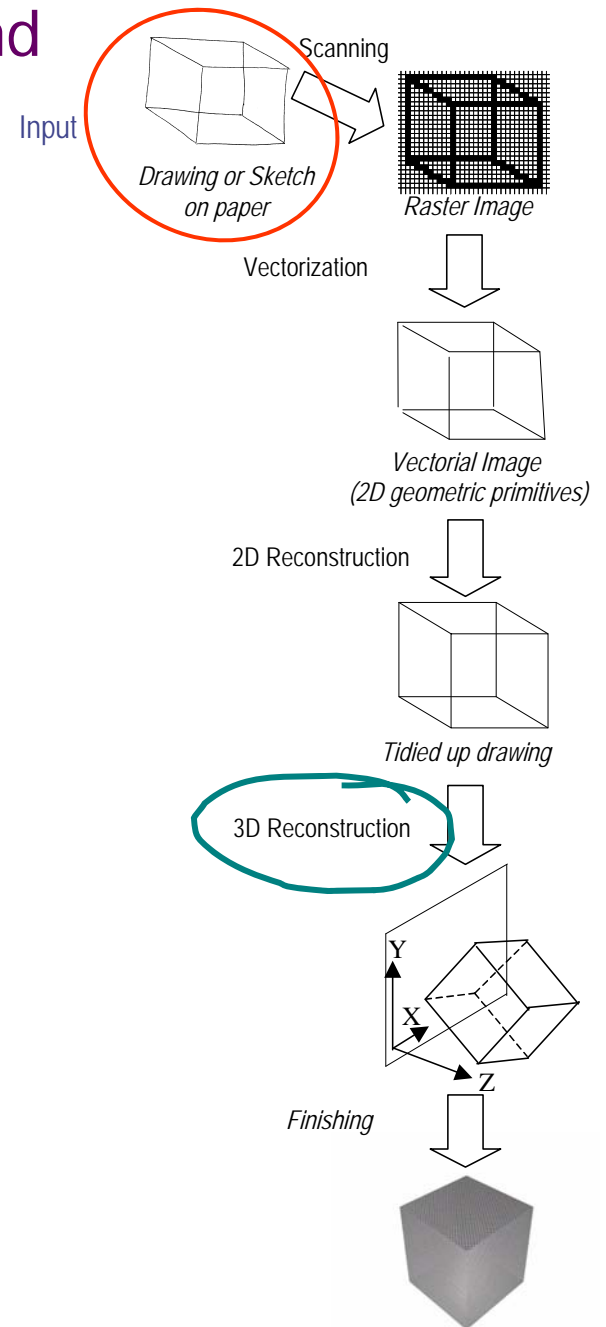 nd
Scanning
Input
Drawing or Sketch
on paper
Raster Image
Vectorization
Vectorial Image
(2D geometric primitives)
2D Reconstruction
Tidied up drawing
3D Reconstruction
Y
X
Z
Finishing